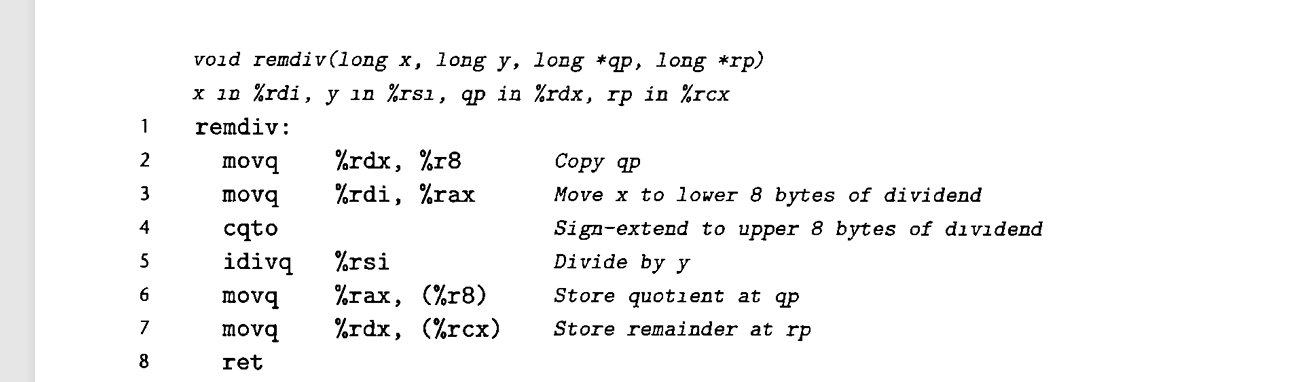 void remdiv(long x, long y, long *qp, long *rp)
x in %rdi, y in %rsi, qp in %rdx, rp in %rcx
1 remdiv:
2 movq %rdx, %r8 Copy qp
3 movq %rdi, %rax Move x to lower 8 bytes of dividend
4 cqto Sign-extend to upper 8 bytes of dividend
5 idivq %rsi Divide by y
6 movq %rax, (%r8) Store quotient at qp
7 movq %rdx, (%rcx) Store remainder at rp
8 ret